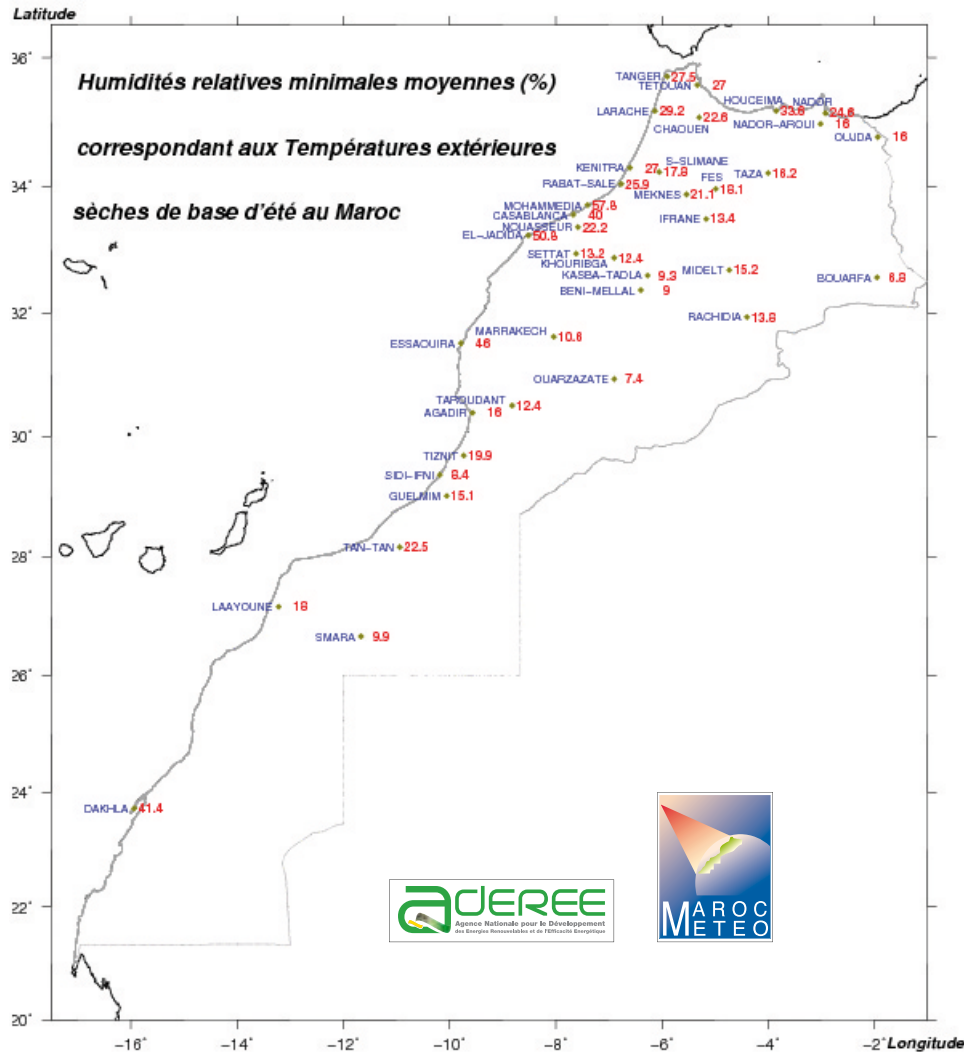 Latitude
36°
Humidités relatives minimales moyennes (%)
TANGER 27.5
TETOUAN 27
HOUCEIMA 33.6
NADOR 24.6
LARACHE 29.2
22.6
CHAOUEN
NADOR-AROUI 16
OUJDA 16
correspondant aux Températures extérieures
S-SLIMANE
KENITRA 27 17.8
FES 18.1
TAZA 16.2
34°
RABAT-SALE 25.9
MEKNES 21.1
sèches de base d'été au Maroc
MOHAMMEDIA 57.8
CASABLANCA 40
IFRANE 13.4
NOUASSEUR 22.2
EL-JADIDA 50.8
SETTAT 13.2
KHOURIBGA 12.4
KASBA-TADLA 9.3
MIDELT 15.2
BOUARFA 6.8
BENI-MELLAL 9
32°
RACHIDIA 13.8
MARRAKECH 10.6
ESSAOUIRA 46
OUARZAZATE 7.4
TAROUDANT 12.4
AGADIR 16
30°
TIZNIT 19.9
SIDI-IFNI 8.4
GUELMIM 15.1
28°
TAN-TAN 22.5
LAAYOUNE 18
SMARA 9.9
26°
24°
DAKHLA 41.4
22°
aDEREE
Agence Nationale pour le Développement
des Energies Renouvelables et de l'Efficacité Energétique
MAROC
METEO
20°
-16° -14° -12° -10° -8° -6° -4° -2° Longitude